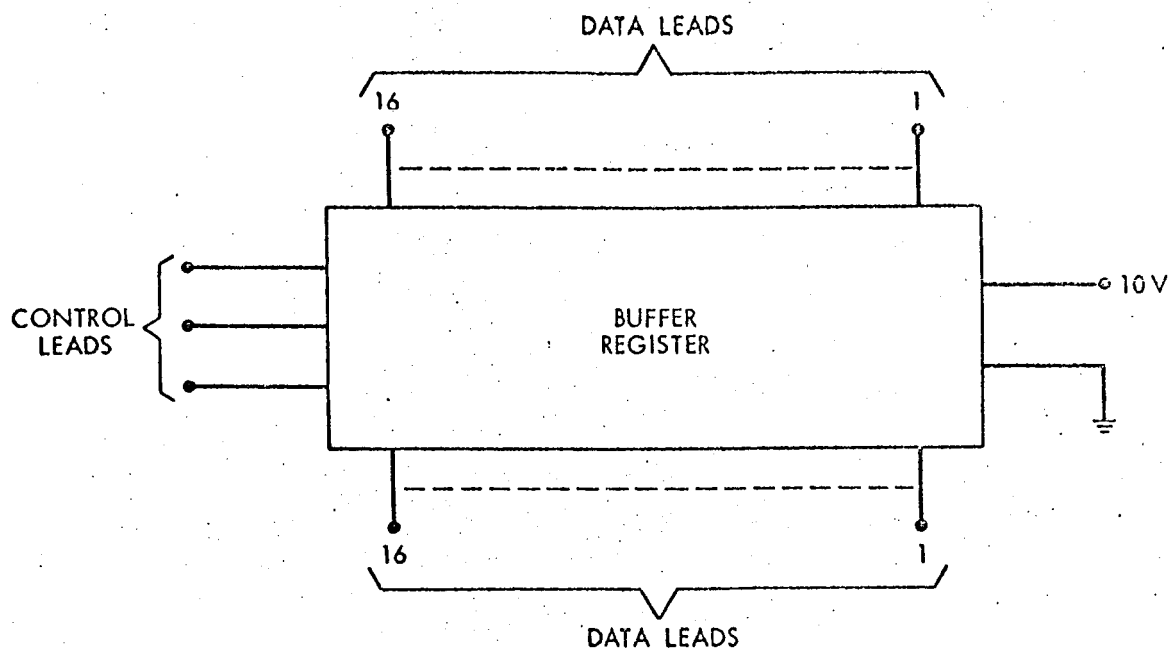 DATA LEADS
16 1
CONTROL
LEADS
BUFFER
REGISTER
10 V
16 1
DATA LEADS